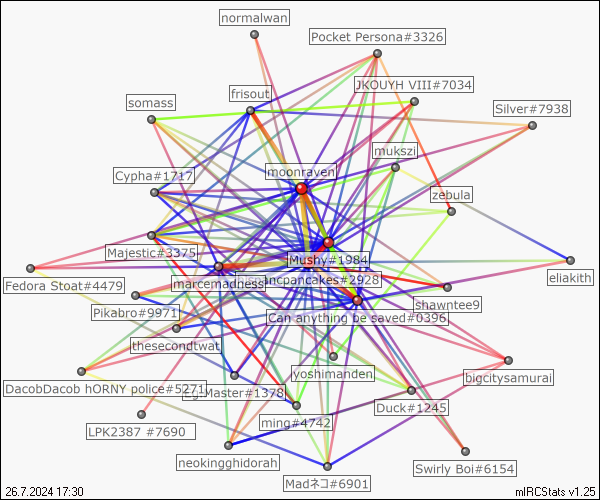 normalwan
Pocket Persona#3326
JKOUYH VIII#7034
frisout
somass
Silver#7938
mukszi
moonraven
Cypha#1717
zebula
Majestic#3375
Mushy#1984
eliakith
Fedora Stoat#4479
marcemadness
ncpancakes#2928
shawntee9
Pikabro#9971
Can anything be saved#0396
thesecondtwat
yoshimanden
bigcitysamurai
DacobDacob hORNY police#5271
Master#1378
Duck#1245
LPK2387 #7690
ming#4742
neokingghidorah
Swirly Boi#6154
Madネコ#6901
26.7.2024 17:30
mIRCStats v1.25